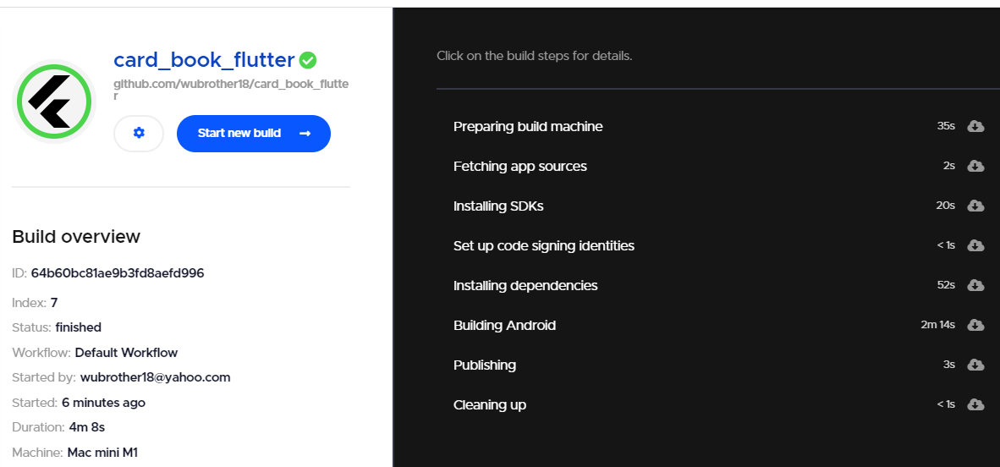 card_book_flutter
github.com/wubrother18/card_book_flutte
r
Start new build
Build overview
ID: 64b60bc81ae9b3fd8aefd996
Index: 7
Status: finished
Workflow: Default Workflow
Started by: wubrother18@yahoo.com
Started: 6 minutes ago
Duration: 4m 8s
Machine: Mac mini M1
Click on the build steps for details.
Preparing build machine 35s
Fetching app sources 2s
Installing SDKs 20s
Set up code signing identities < 1s
Installing dependencies 52s
Building Android 2m 14s
Publishing 3s
Cleaning up < 1s